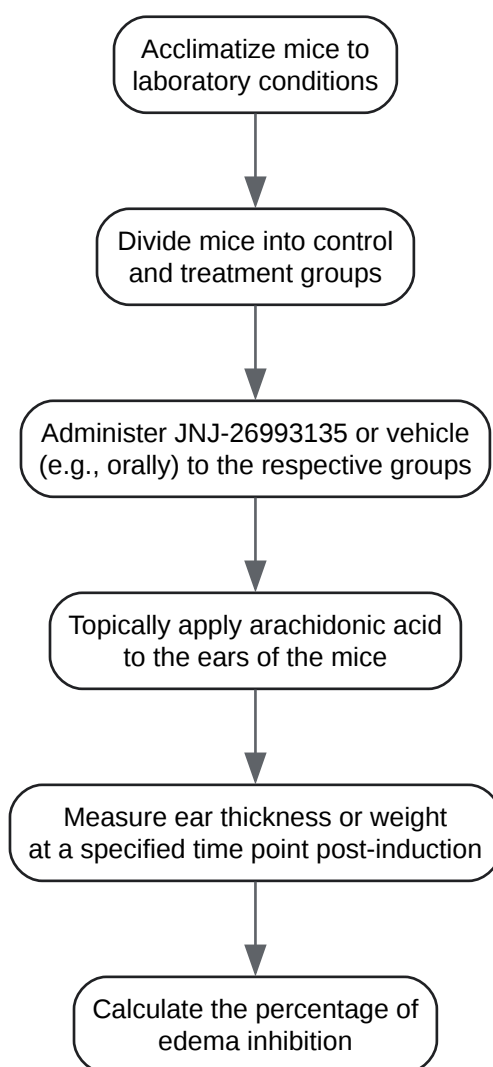 Acclimatize mice to
laboratory conditions
Divide mice into control
and treatment groups
Administer JNJ-26993135 or vehicle
(e.g., orally) to the respective groups
Topically apply arachidonic acid
to the ears of the mice
Measure ear thickness or weight
at a specified time point post-induction
Calculate the percentage of
edema inhibition